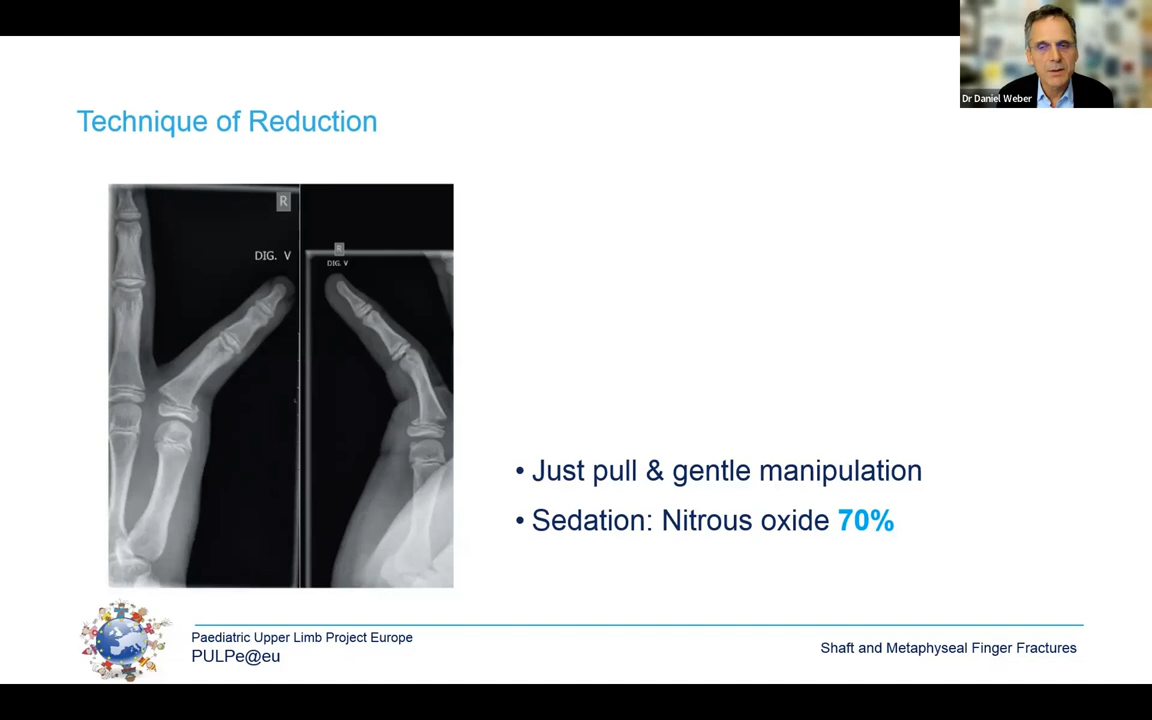 Dr Daniel Weber
Technique of Reduction
R
DIG. V
R
DIG. V
• Just pull & gentle manipulation
• Sedation: Nitrous oxide 70%
Paediatric Upper Limb Project Europe
PULPe@eu
Shaft and Metaphyseal Finger Fractures